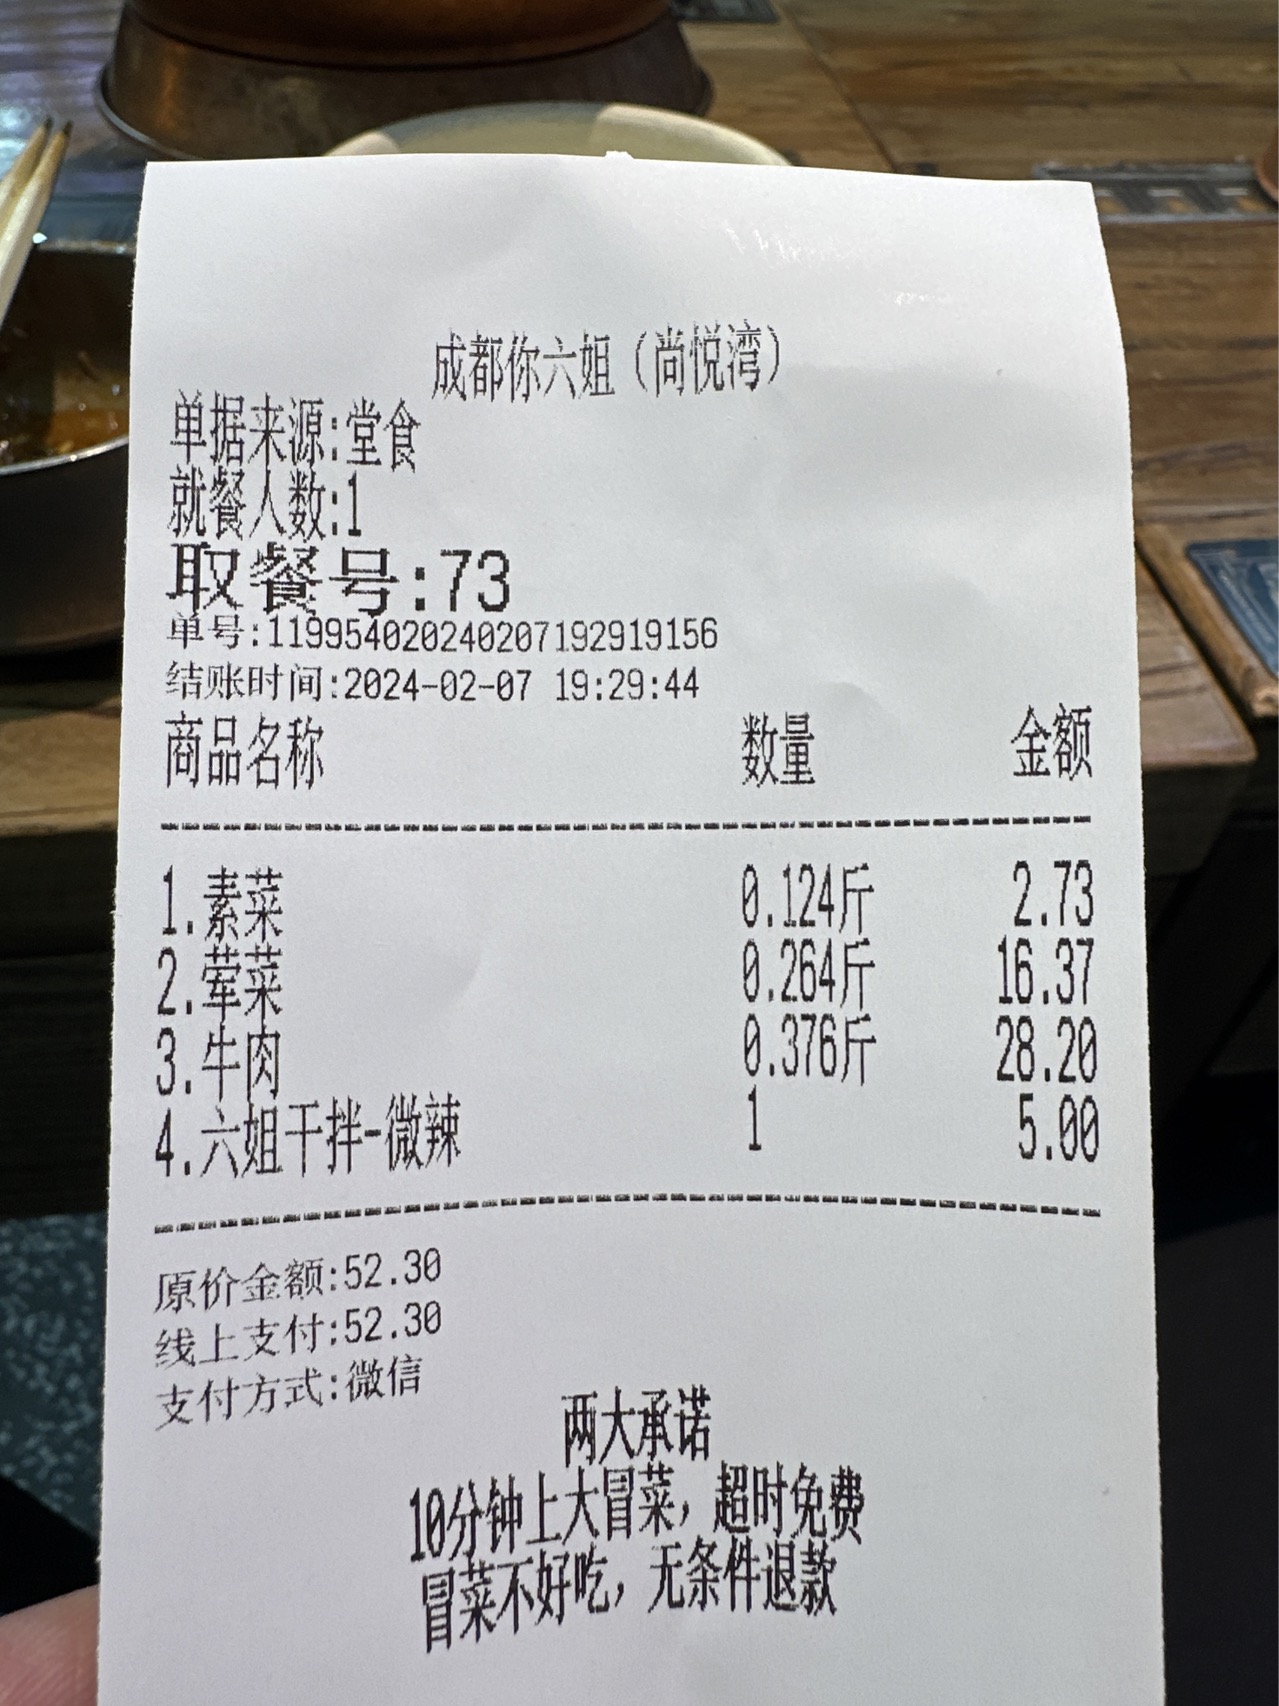 成都你六姐（尚悦湾）
单据来源:堂食
就餐人数:1
取餐号:73
单号:119954020240207192919156
结账时间:2024-02-07 19:29:44
商品名称 数量 金额
1.素菜 0.124斤 2.73
2.荤菜 0.264斤 16.37
3.牛肉 0.376斤 28.20
4.六姐干拌-微辣 1 5.00
原价金额:52.30
线上支付:52.30
支付方式:微信
两大承诺
10分钟上大冒菜，超时免费
冒菜不好吃，无条件退款